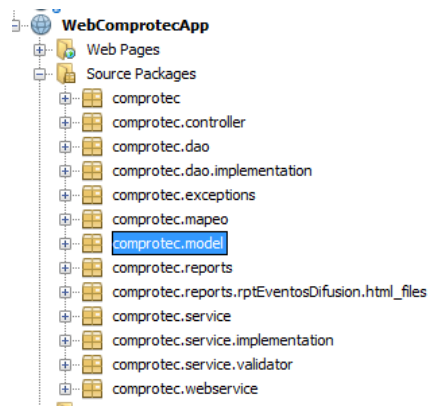 WebComprotecApp
Web Pages
Source Packages
comprotec
comprotec.controller
comprotec.dao
comprotec.dao.implementation
comprotec.exceptions
comprotec.mapeo
comprotec.model
comprotec.reports
comprotec.reports.rptEventosDifusion.html_files
comprotec.service
comprotec.service.implementation
comprotec.service.validator
comprotec.webservice